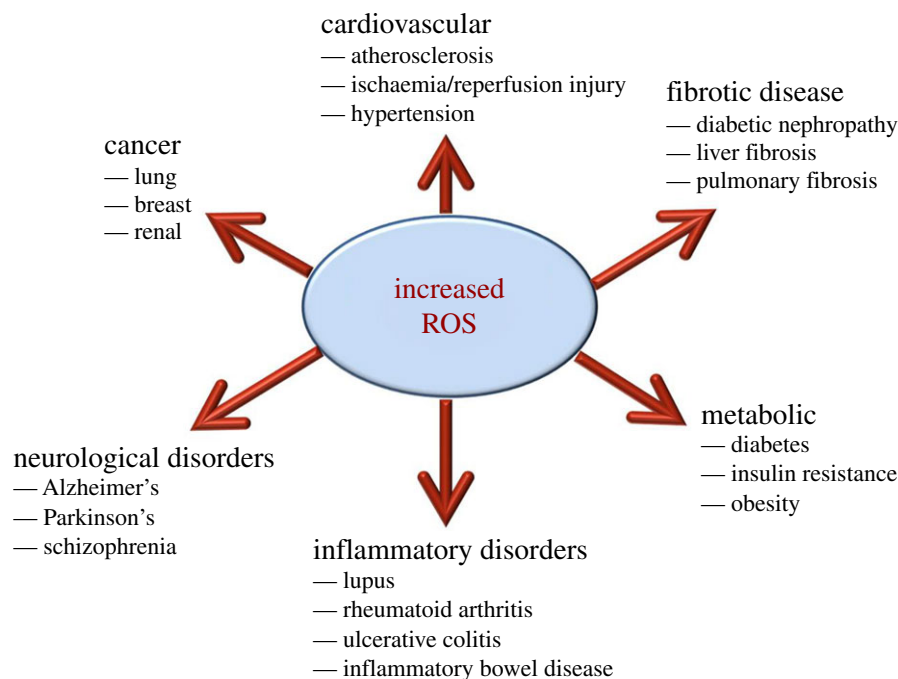 cardiovascular
— atherosclerosis
— ischaemia/reperfusion injury
— hypertension
fibrotic disease
— diabetic nephropathy
— liver fibrosis
— pulmonary fibrosis
cancer
— lung
— breast
— renal
increased
ROS
metabolic
— diabetes
— insulin resistance
— obesity
neurological disorders
— Alzheimer’s
— Parkinson’s
— schizophrenia
inflammatory disorders
— lupus
— rheumatoid arthritis
— ulcerative colitis
— inflammatory bowel disease